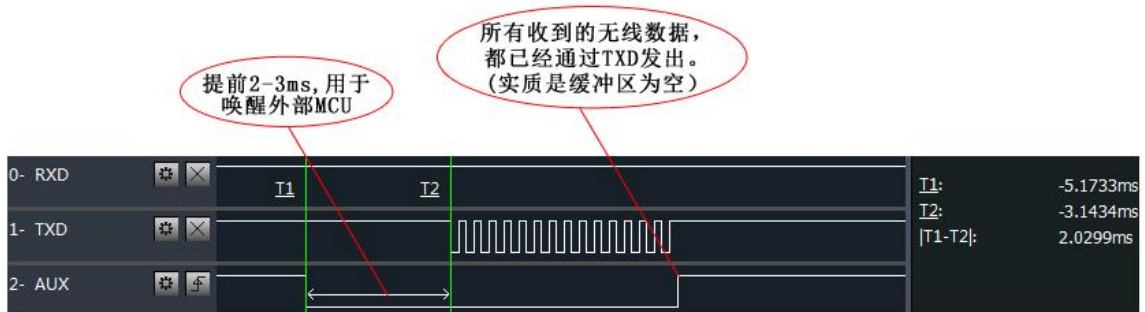 所有收到的无线数据，
都已经通过TXD发出。
(实质是缓冲区为空）
提前2-3ms,用于
唤醒外部MCU
0- RXD
T1
T2
1- TXD
2- AUX
T1: -5.1733ms
T2: -3.1434ms
|T1-T2|: 2.0299ms